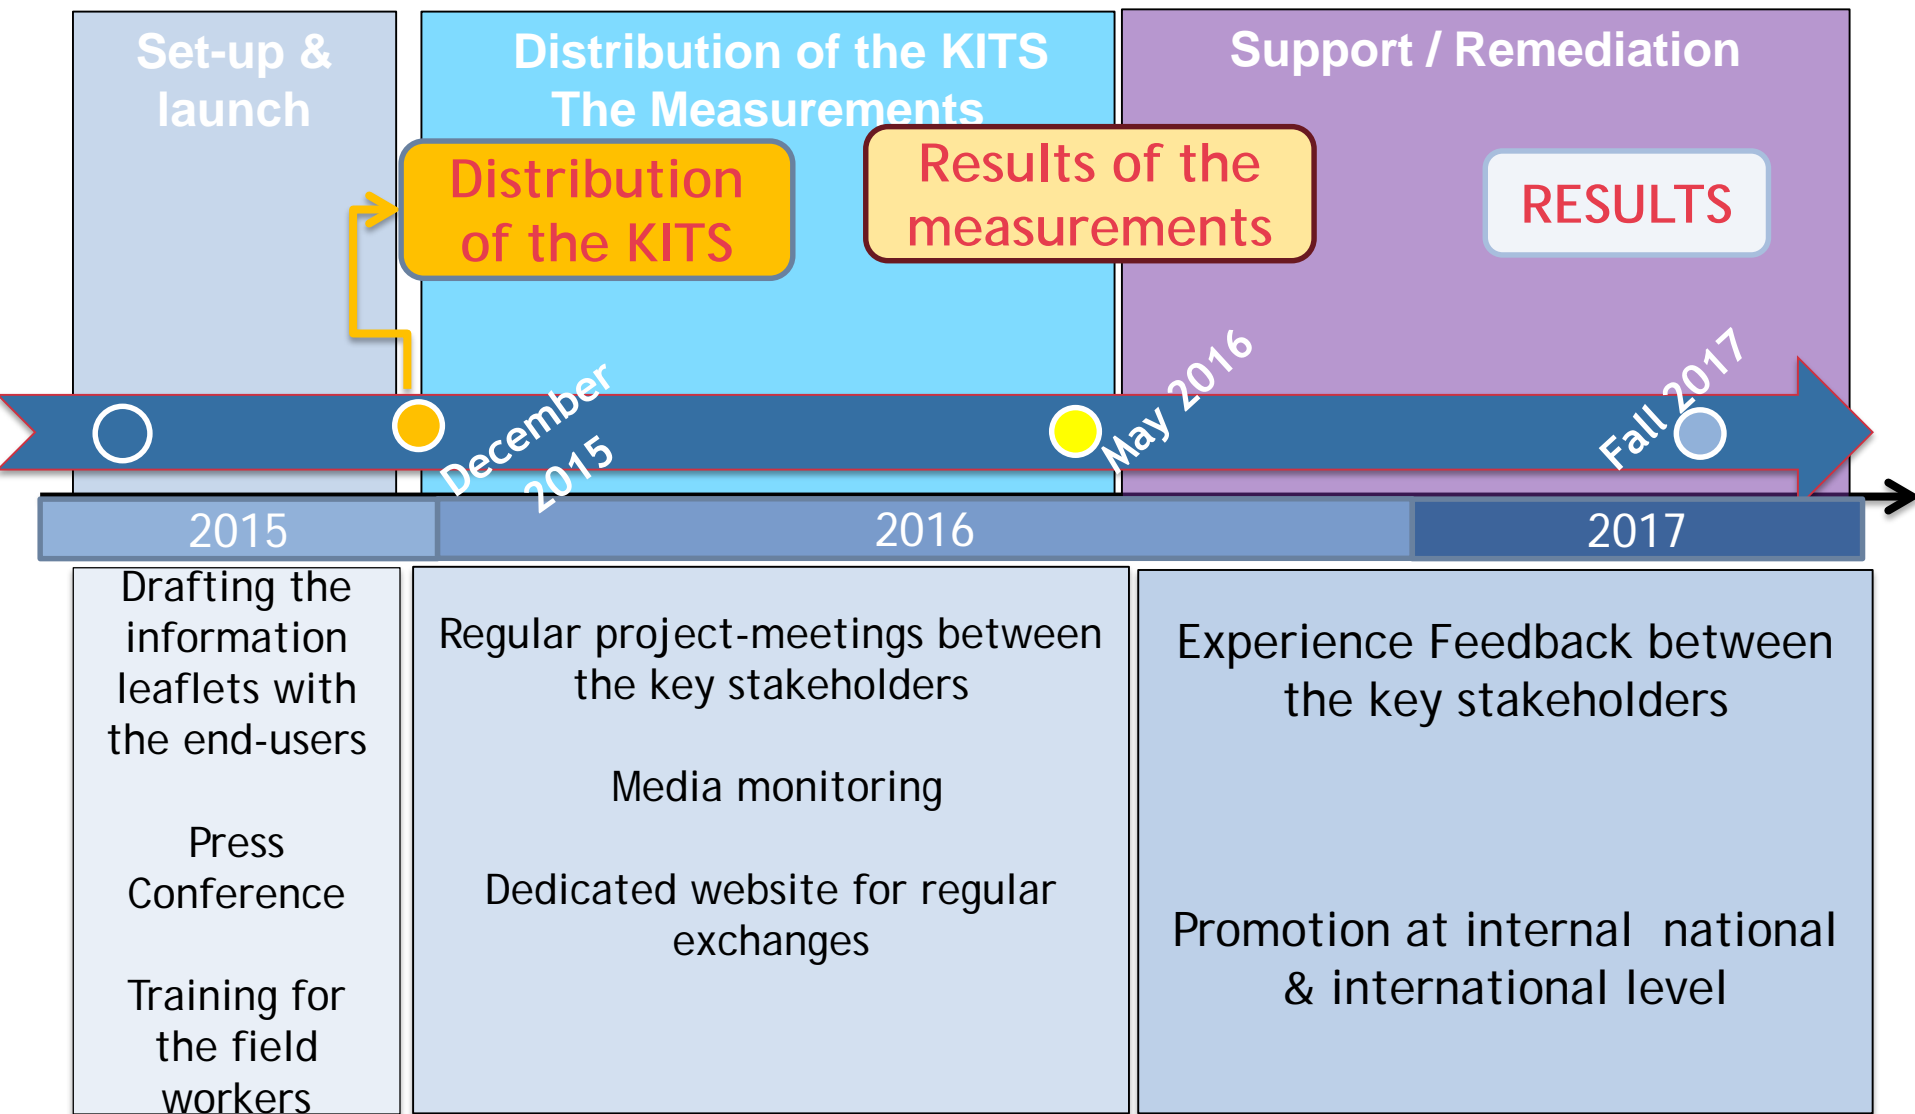 Set-up &
launch
Distribution of the KITS
The Measurements
Support / Remediation
Distribution
of the KITS
Results of the
measurements
RESULTS
December
2015
May 2016
Fall 2017
2015
2016
2017
Drafting the
information
leaflets with
the end-users
Press
Conference
Training for
the field
workers
Regular project-meetings between
the key stakeholders
Media monitoring
Dedicated website for regular
exchanges
Experience Feedback between
the key stakeholders
Promotion at internal  national
& international level